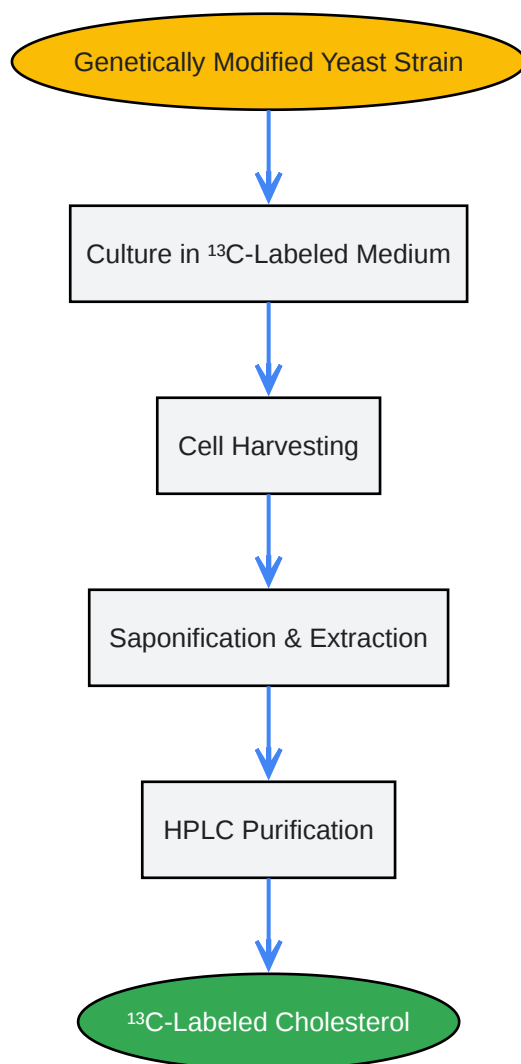 Genetically Modified Yeast Strain
Culture in ¹³C-Labeled Medium
Cell Harvesting
Saponification & Extraction
HPLC Purification
¹³C-Labeled Cholesterol